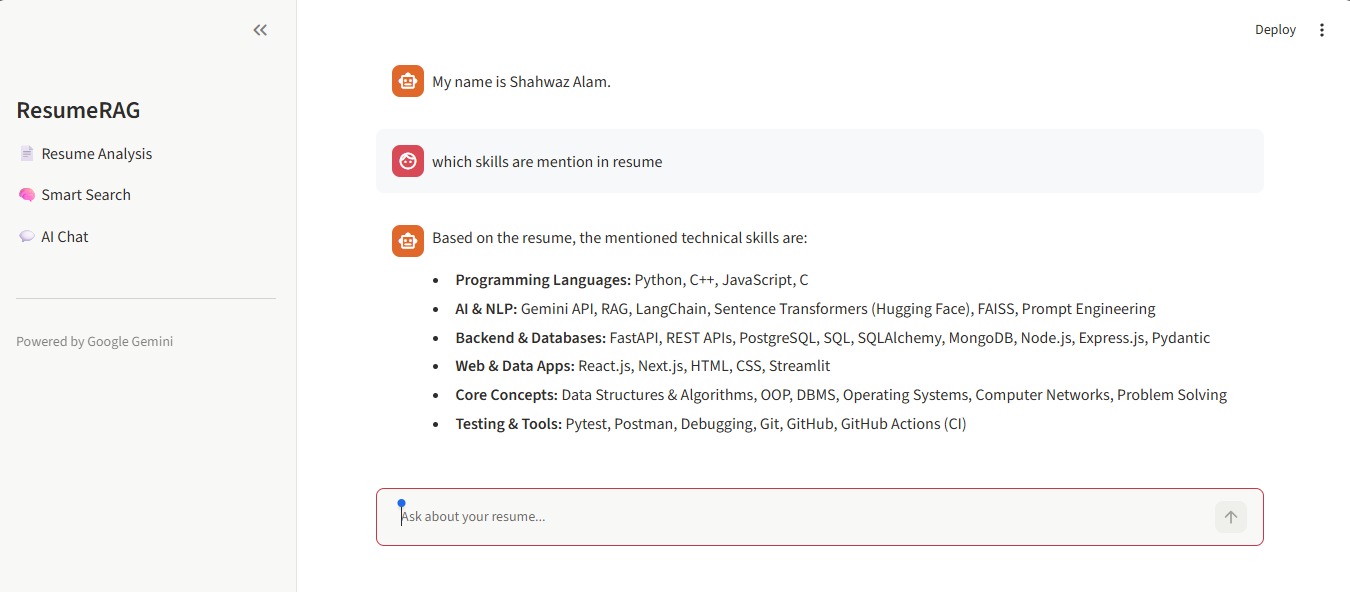 Deploy
ResumeRAG
Resume Analysis
Smart Search
AI Chat
Powered by Google Gemini
My name is Shahwaz Alam.
which skills are mention in resume
Based on the resume, the mentioned technical skills are:
• Programming Languages: Python, C++, JavaScript, C
• AI & NLP: Gemini API, RAG, LangChain, Sentence Transformers (Hugging Face), FAISS, Prompt Engineering
• Backend & Databases: FastAPI, REST APIs, PostgreSQL, SQL, SQLAlchemy, MongoDB, Node.js, Express.js, Pydantic
• Web & Data Apps: React.js, Next.js, HTML, CSS, Streamlit
• Core Concepts: Data Structures & Algorithms, OOP, DBMS, Operating Systems, Computer Networks, Problem Solving
• Testing & Tools: Pytest, Postman, Debugging, Git, GitHub, GitHub Actions (CI)
Ask about your resume...